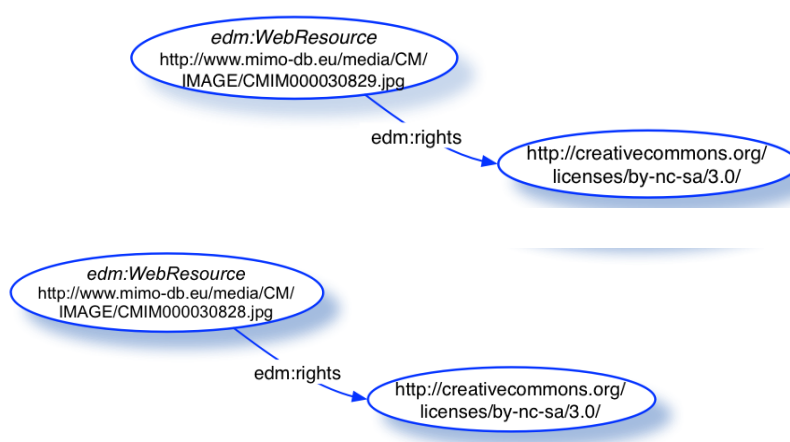 edm:WebResource
http://www.mimo-db.eu/media/CM/
IMAGE/CMIM000030829.jpg
edm:rights
http://creativecommons.org/
licenses/by-nc-sa/3.0/
edm:WebResource
http://www.mimo-db.eu/media/CM/
IMAGE/CMIM000030828.jpg
edm:rights
http://creativecommons.org/
licenses/by-nc-sa/3.0/